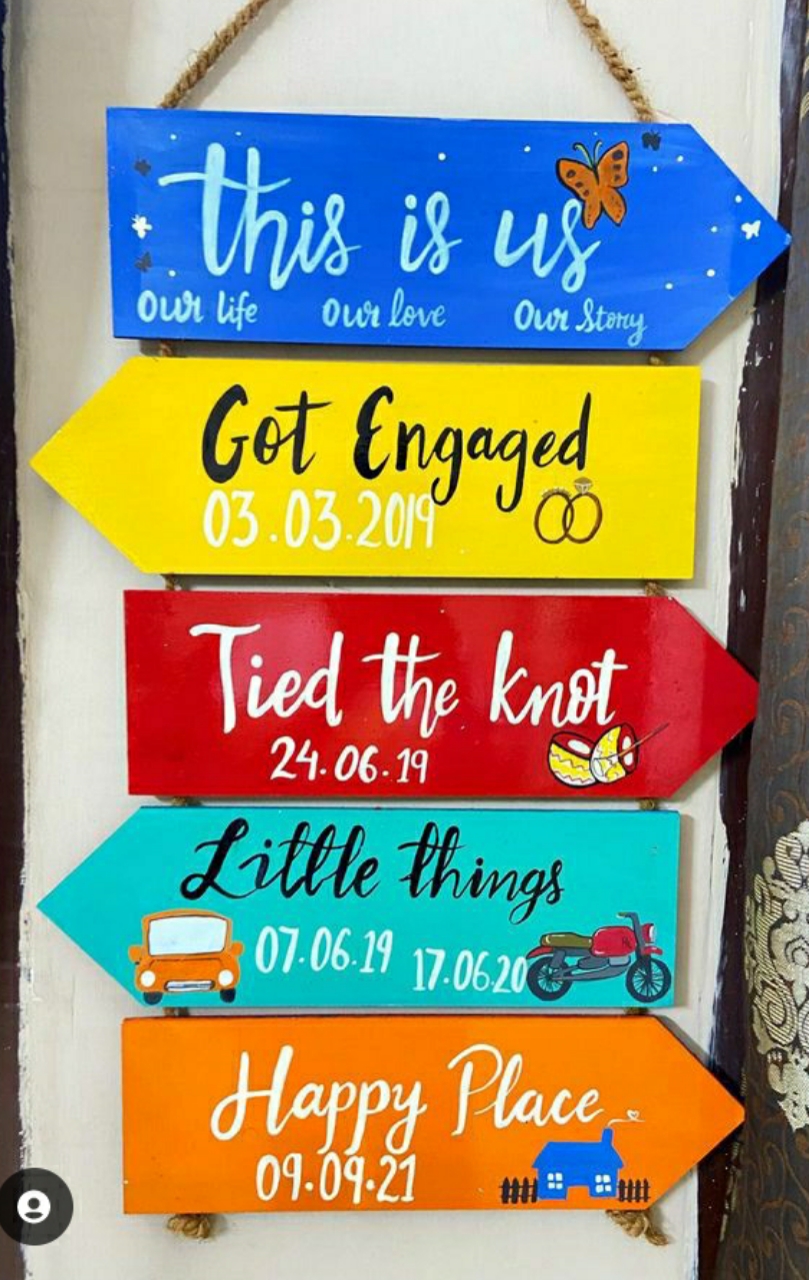 this is us
our life our love our Story
Got Engaged
03.03.2019
Tied the knot
24.06.19
Little things
07.06.19 17.06.20
Happy Place
09.09.21